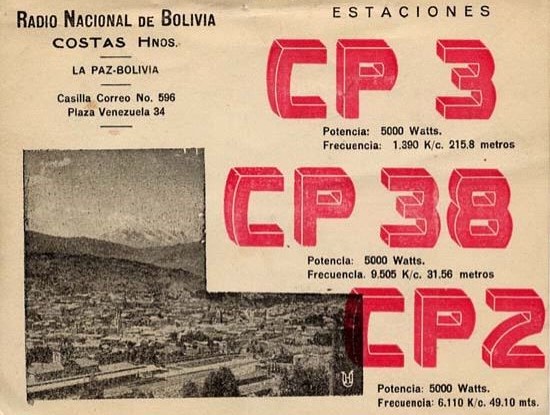 RADIO NACIONAL DE BOLIVIA
COSTAS HNOS.
LA PAZ-BOLIVIA
Casilla Correo No. 596
Plaza Venezuela 34
ESTACIONES
CP 3
Potencia: 5000 Watts.
Frecuencia: 1,390 K/c. 215.8 metros
CP 38
Potencia: 5000 Watts.
Frecuencia. 9.505 K/c. 31.56 metros
CP2
Potencia: 5000 Watts.
Frecuencia: 6.110 K/c. 49.10 mts.